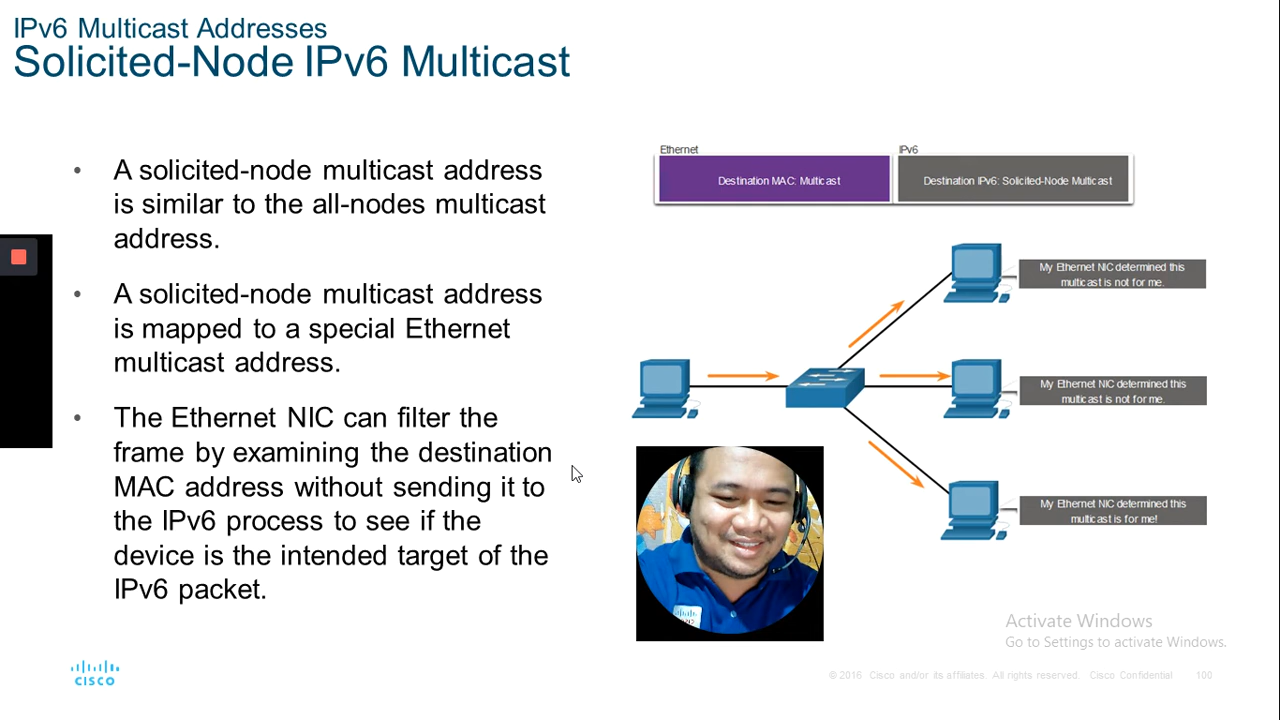 IPv6 Multicast Addresses
Solicited-Node IPv6 Multicast
• A solicited-node multicast address
is similar to the all-nodes multicast
address.
• A solicited-node multicast address
is mapped to a special Ethernet
multicast address.
• The Ethernet NIC can filter the
frame by examining the destination
MAC address without sending it to
the IPv6 process to see if the
device is the intended target of the
IPv6 packet.
Ethernet
IPv6
Destination MAC: Multicast
Destination IPv6: Solicited-Node Multicast
My Ethernet NIC determined this
multicast is not for me.
My Ethernet NIC determined this
multicast is not for me.
My Ethernet NIC determined this
multicast is for me!
Activate Windows
Go to Settings to activate Windows.
CISCO
© 2016 Cisco and/or its affiliates. All rights reserved. Cisco Confidential
100